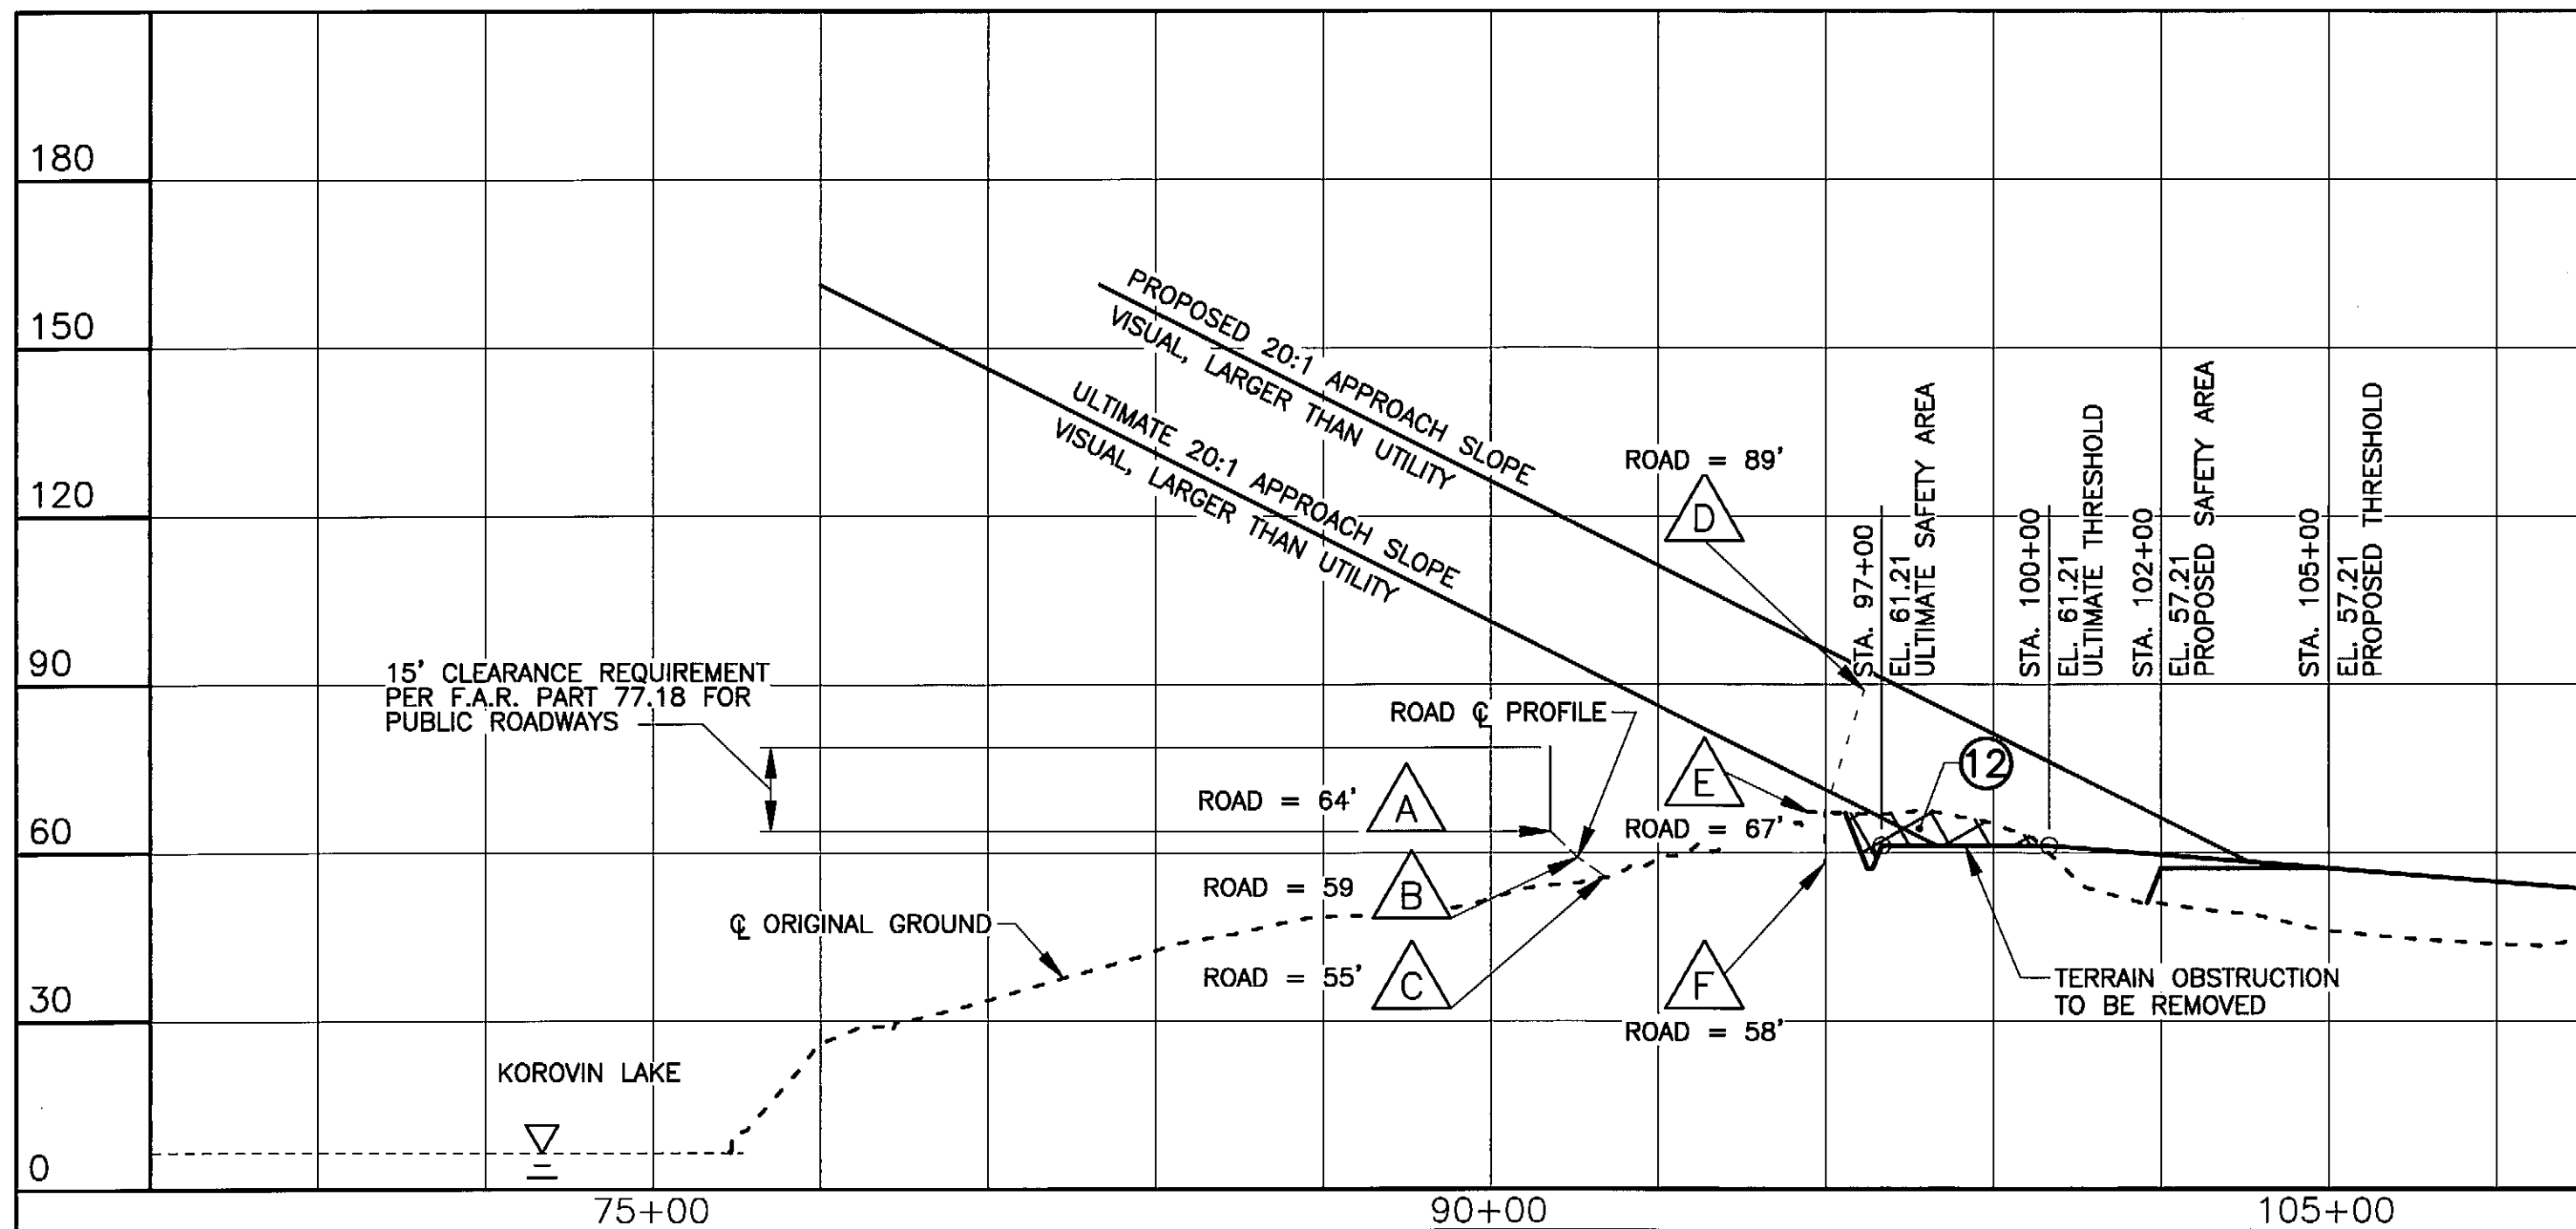 180
150
120
90
60
30
0
75+00
90+00
105+00
PROPOSED 20:1 APPROACH SLOPE
VISUAL, LARGER THAN UTILITY
ULTIMATE 20:1 APPROACH SLOPE
VISUAL, LARGER THAN UTILITY
15' CLEARANCE REQUIREMENT
PER F.A.R. PART 77.18 FOR
PUBLIC ROADWAYS
ROAD ℄ PROFILE
ROAD = 64'
A
ROAD = 59
B
ROAD = 55'
C
ROAD = 89'
D
E
ROAD = 67'
F
ROAD = 58'
℄ ORIGINAL GROUND
KOROVIN LAKE
12
STA. 97+00
EL. 61.21
ULTIMATE SAFETY AREA
STA. 100+00
EL. 61.21
ULTIMATE THRESHOLD
STA. 102+00
EL. 57.21
PROPOSED SAFETY AREA
STA. 105+00
EL. 57.21
PROPOSED THRESHOLD
TERRAIN OBSTRUCTION
TO BE REMOVED